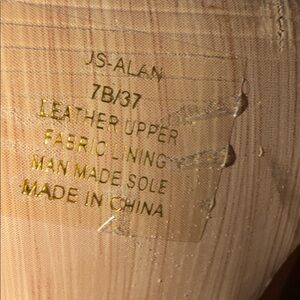 JS-ALAN
7B/37
LEATHER UPPER
FABRIC LINING
MAN MADE SOLE
MADE IN CHINA